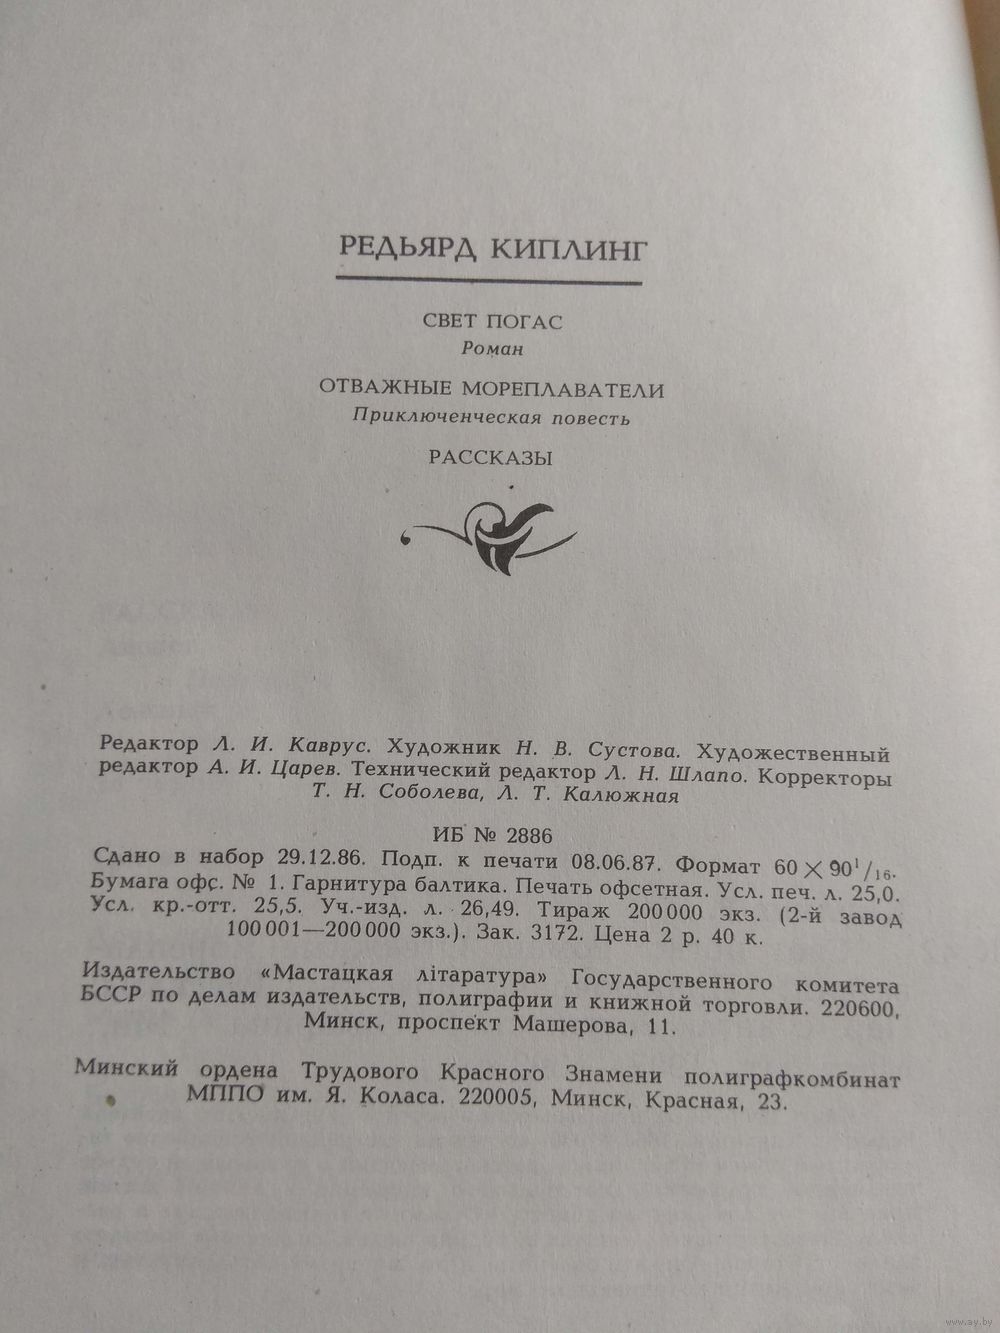 РЕДЬЯРД КИПЛИНГ
СВЕТ ПОГАС
Роман
ОТВАЖНЫЕ МОРЕПЛАВАТЕЛИ
Приключенческая повесть
РАССКАЗЫ
Редактор Л. И. Каврус. Художник Н. В. Сустова. Художественный
редактор А. И. Царев. Технический редактор Л. Н. Шлапо. Корректоры
Т. Н. Соболева, Л. Т. Калюжная
ИБ № 2886
Сдано в набор 29.12.86. Подп. к печати 08.06.87. Формат 60×90¹/₁₆.
Бумага офс. № 1. Гарнитура балтика. Печать офсетная. Усл. печ. л. 25,0.
Усл. кр.-отт. 25,5. Уч.-изд. л. 26,49. Тираж 200 000 экз. (2-й завод
100 001—200 000 экз.). Зак. 3172. Цена 2 р. 40 к.
Издательство «Мастацкая літаратура» Государственного комитета
БССР по делам издательств, полиграфии и книжной торговли. 220600,
Минск, проспект Машерова, 11.
Минский ордена Трудового Красного Знамени полиграфкомбинат
МППО им. Я. Коласа. 220005, Минск, Красная, 23.
www.ay.by